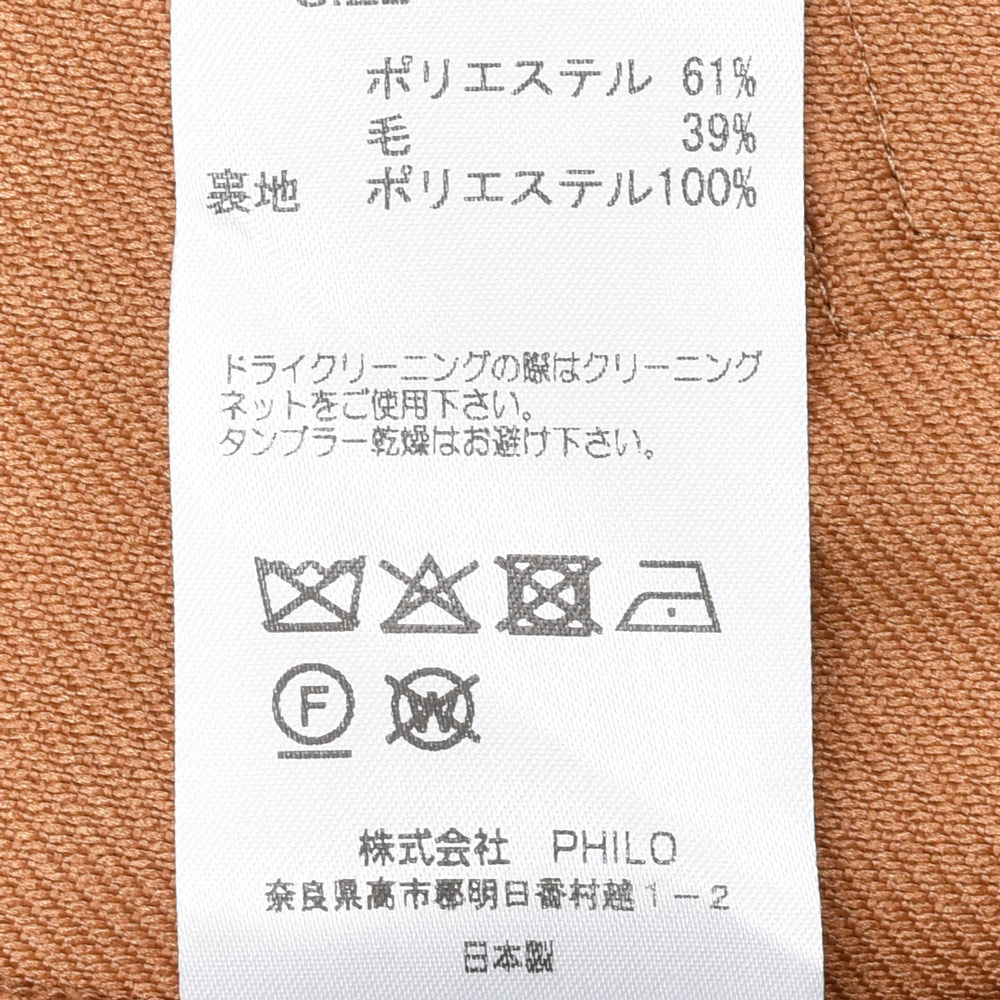 ポリエステル 61%
毛 39%
裏地 ポリエステル100%
ドライクリーニングの際はクリーニング
ネットをご使用下さい。
タンブラー乾燥はお避け下さい。
F W
株式会社 PHILO
奈良県高市郡明日香村越1-2
日本製